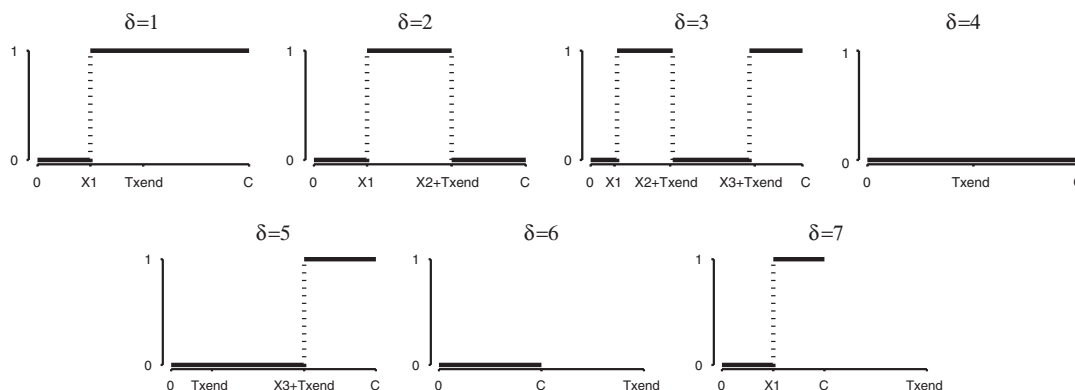 δ=1 δ=2 δ=3 δ=4
1 1 1 1
0 0 0 0
0 X1 Txend C 0 X1 X2+Txend C 0 X1 X2+Txend X3+Txend C 0 Txend C
δ=5 δ=6 δ=7
1 1 1
0 0 0
0 Txend X3+Txend C 0 C Txend 0 X1 C Txend